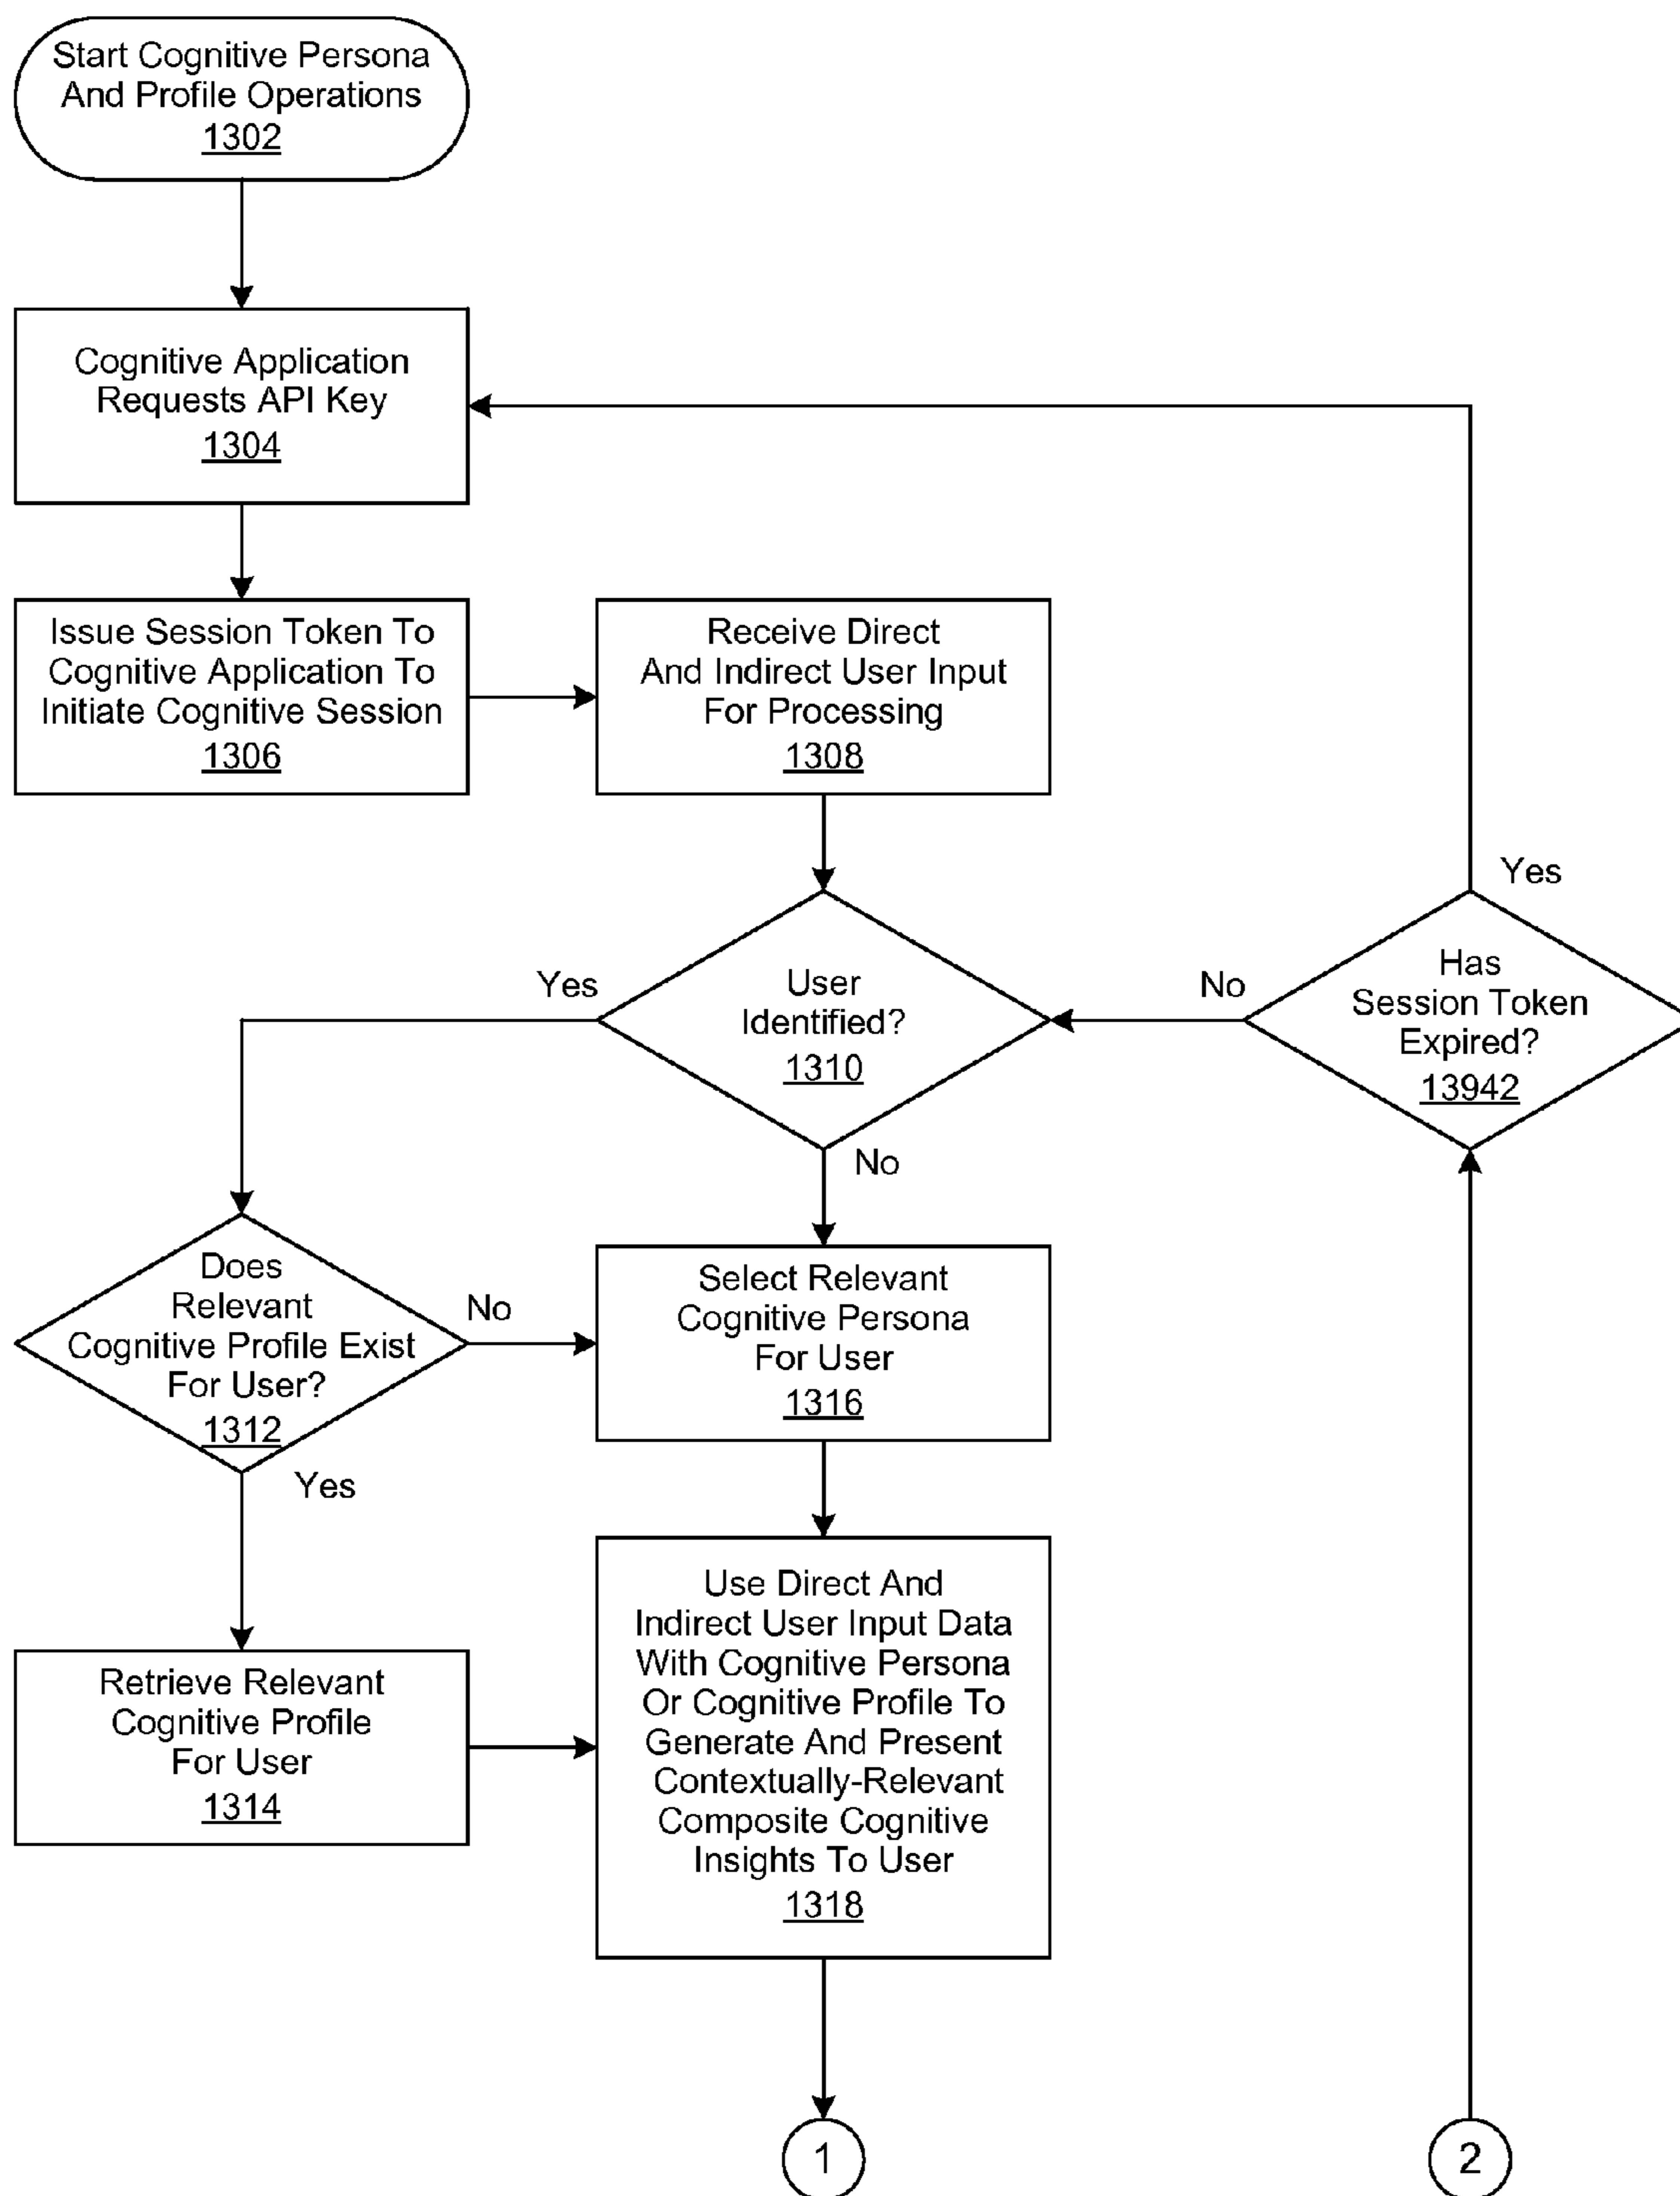 Start Cognitive Persona
And Profile Operations
1302
Cognitive Application
Requests API Key
1304
Issue Session Token To
Cognitive Application To
Initiate Cognitive Session
1306
Receive Direct
And Indirect User Input
For Processing
1308
Yes
User
Identified?
1310
No
No
Yes
Has
Session Token
Expired?
13942
Does
Relevant
Cognitive Profile Exist
For User?
1312
No
Yes
Select Relevant
Cognitive Persona
For User
1316
Retrieve Relevant
Cognitive Profile
For User
1314
Use Direct And
Indirect User Input Data
With Cognitive Persona
Or Cognitive Profile To
Generate And Present
Contextually-Relevant
Composite Cognitive
Insights To User
1318
1
2